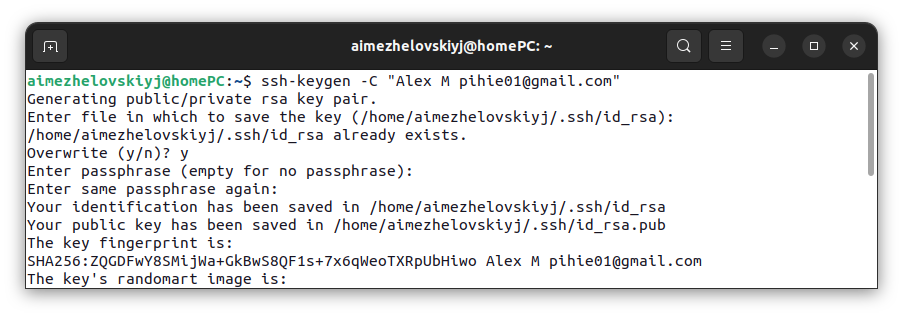 aimezhelovskiyj@homePC: ~
aimezhelovskiyj@homePC:~$ ssh-keygen -C "Alex M pihie01@gmail.com"
Generating public/private rsa key pair.
Enter file in which to save the key (/home/aimezhelovskiyj/.ssh/id_rsa):
/home/aimezhelovskiyj/.ssh/id_rsa already exists.
Overwrite (y/n)? y
Enter passphrase (empty for no passphrase):
Enter same passphrase again:
Your identification has been saved in /home/aimezhelovskiyj/.ssh/id_rsa
Your public key has been saved in /home/aimezhelovskiyj/.ssh/id_rsa.pub
The key fingerprint is:
SHA256:ZQGDFwY8SMijWa+GkBwS8QF1s+7x6qWeoTXRpUbHiwo Alex M pihie01@gmail.com
The key's randomart image is: